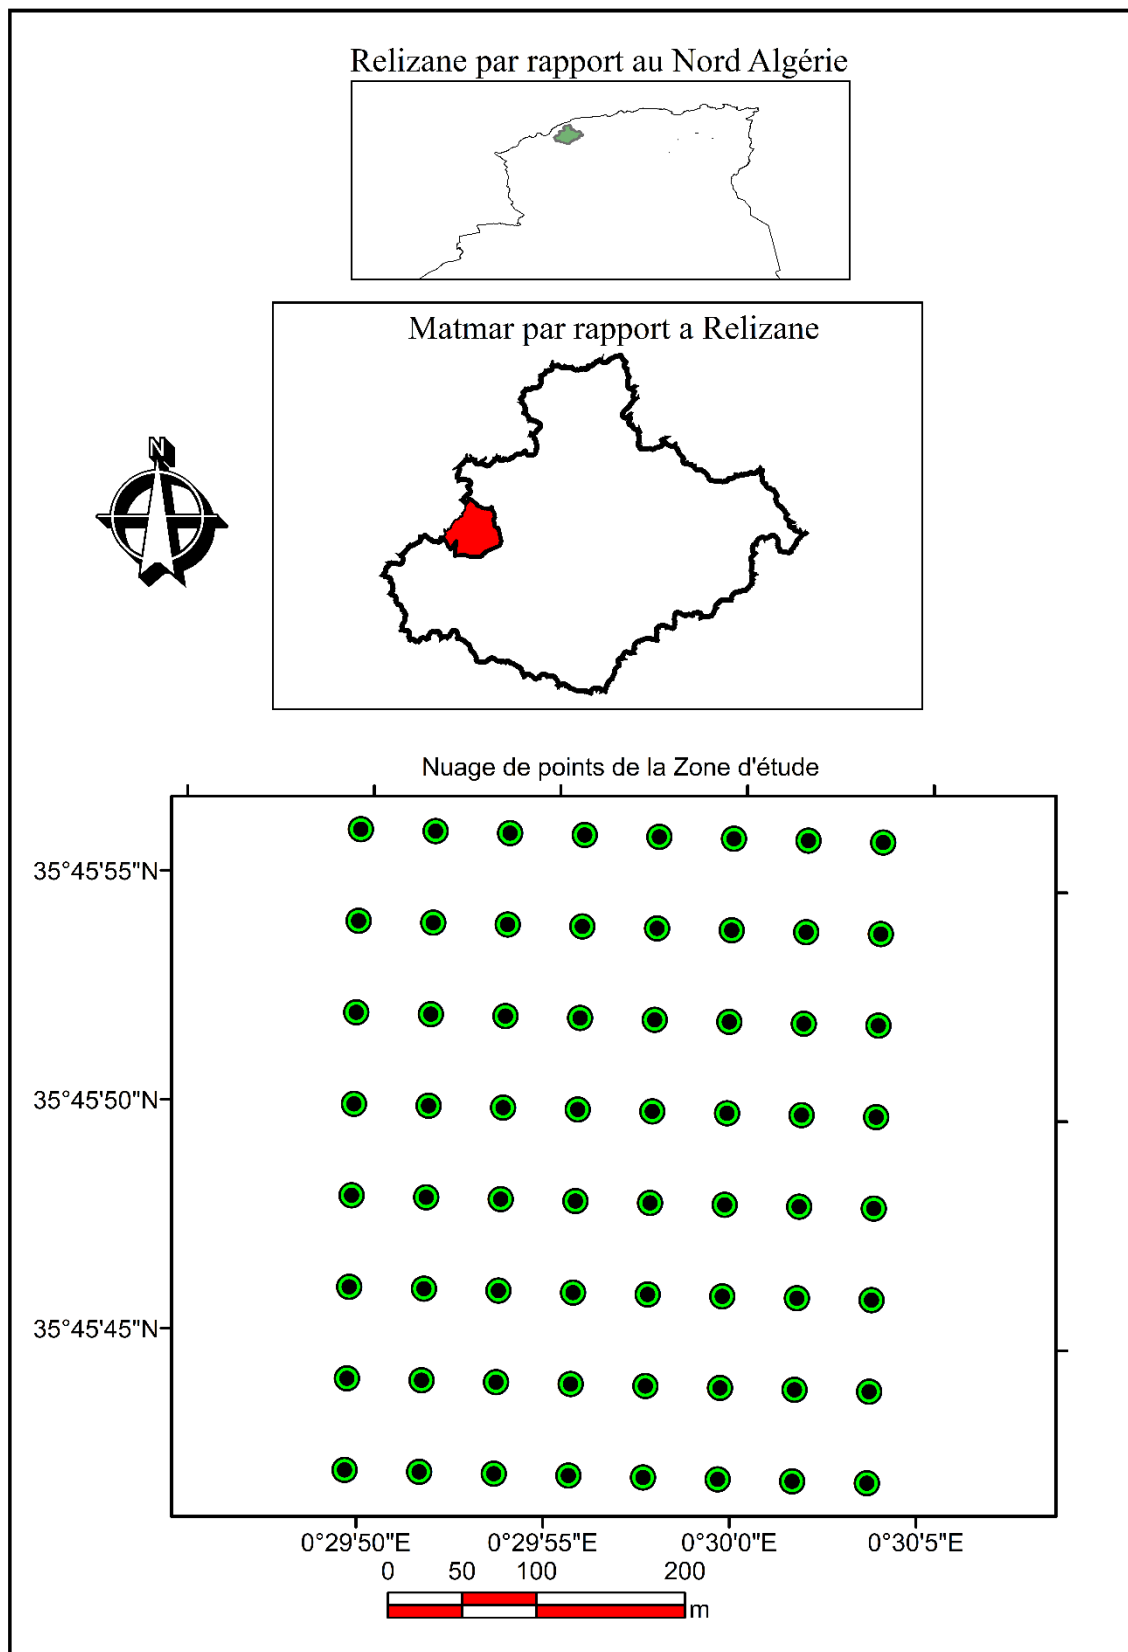 Relizane par rapport au Nord Algérie
Matmar par rapport a Relizane
N
Nuage de points de la Zone d'étude
35°45'55"N
35°45'50"N
35°45'45"N
0°29'50"E 0°29'55"E 0°30'0"E 0°30'5"E
0 50 100 200
m